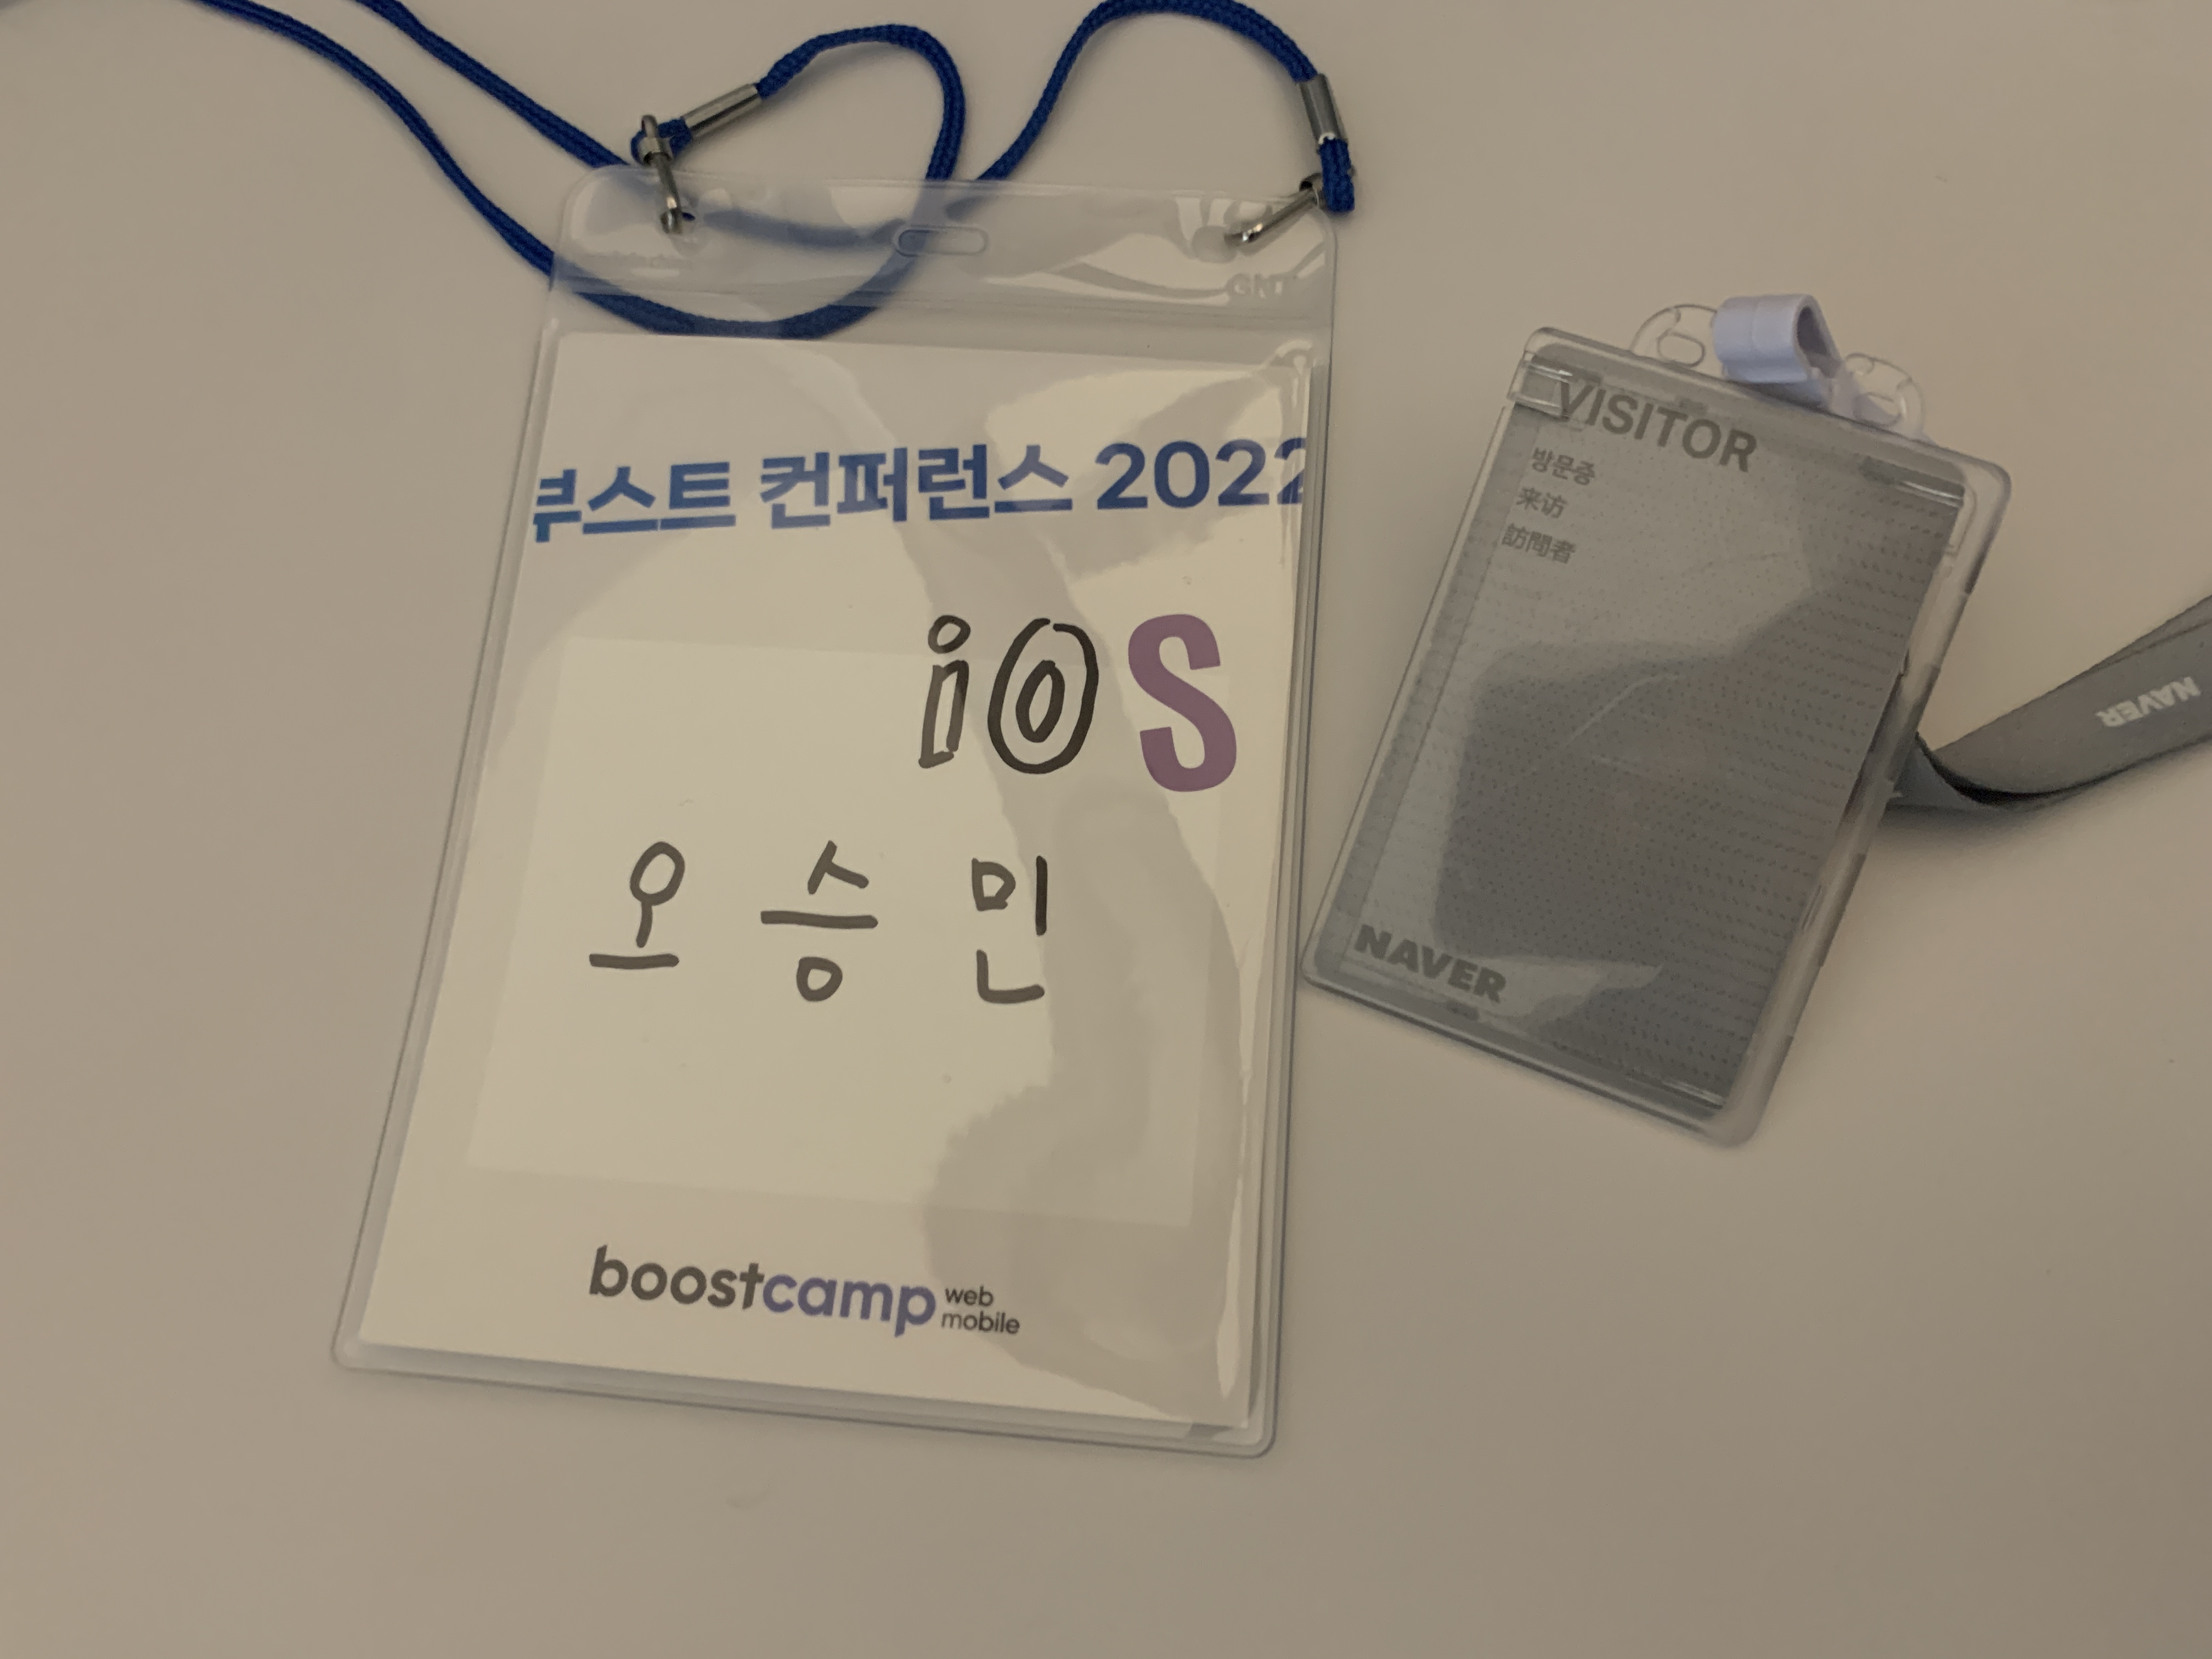 부스트 컨퍼런스 2022
iOS
오승민
boostcamp web mobile
VISITOR
방문증
来访
訪問者
NAVER
NAVER